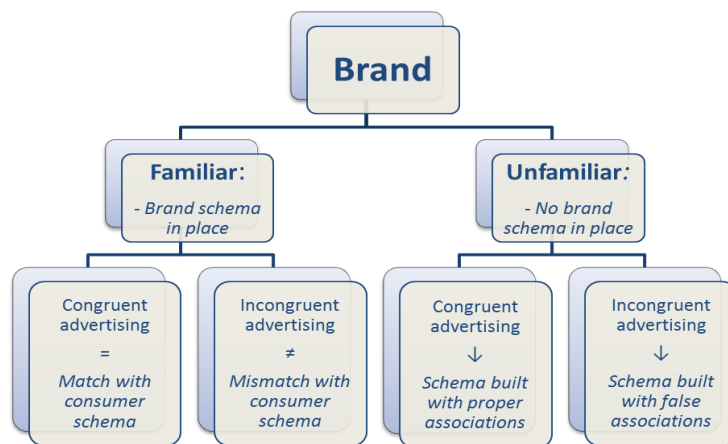 Brand
Familiar:
- Brand schema
in place
Unfamiliar:
- No brand
schema in place
Congruent
advertising
=
Match with
consumer
schema
Incongruent
advertising
≠
Mismatch with
consumer
schema
Congruent
advertising
↓
Schema built
with proper
associations
Incongruent
advertising
↓
Schema built
with false
associations